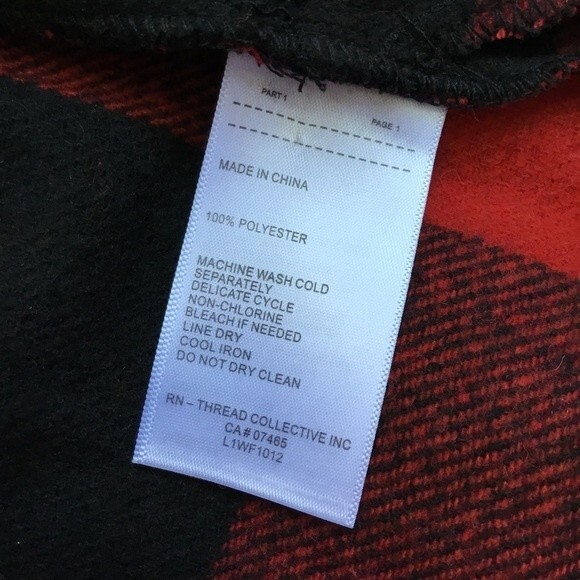 PART 1 PAGE 1
MADE IN CHINA
100% POLYESTER
MACHINE WASH COLD
SEPARATELY
DELICATE CYCLE
NON-CHLORINE
BLEACH IF NEEDED
LINE DRY
COOL IRON
DO NOT DRY CLEAN
RN – THREAD COLLECTIVE INC
CA# 07465
L1WF1012